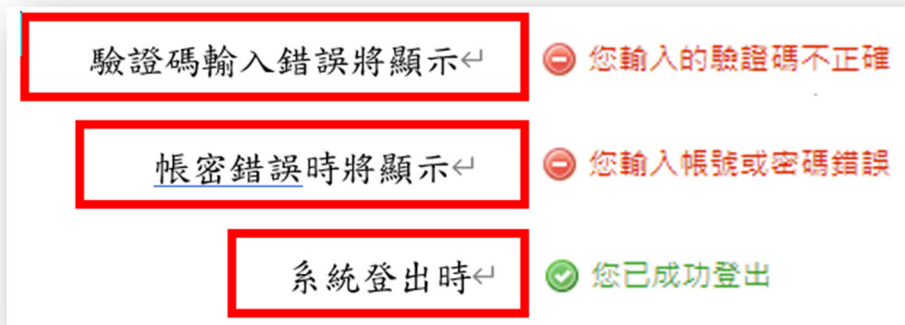 驗證碼輸入錯誤將顯示↵ 您輸入的驗證碼不正確
帳密錯誤時將顯示↵ 您輸入帳號或密碼錯誤
系統登出時↵ 您已成功登出